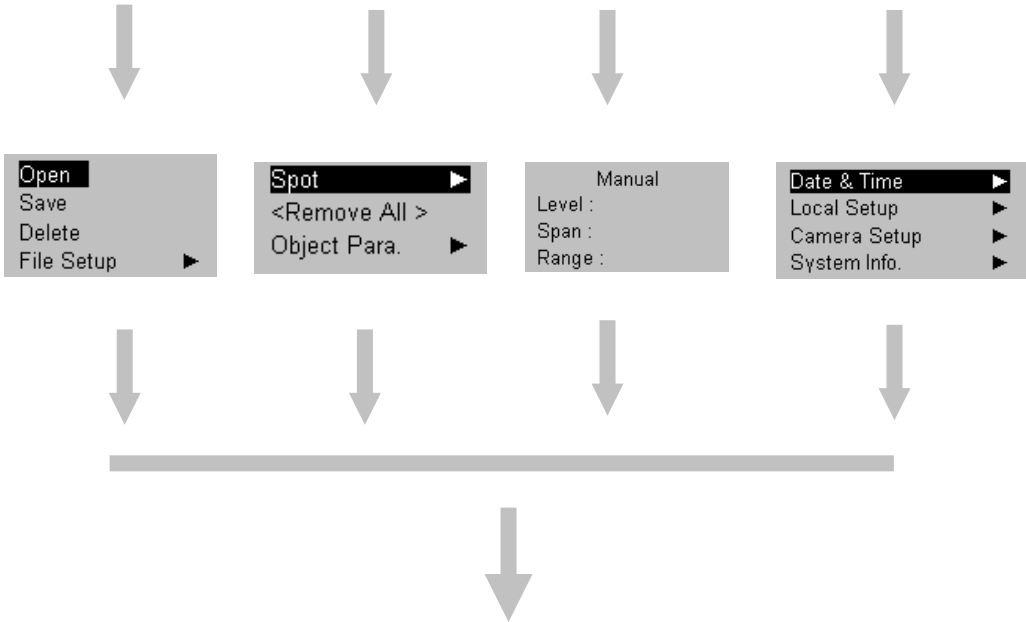 Open
Save
Delete
File Setup ►
Spot ►
<Remove All >
Object Para. ►
Manual
Level :
Span :
Range :
Date & Time ►
Local Setup ►
Camera Setup ►
System Info. ►